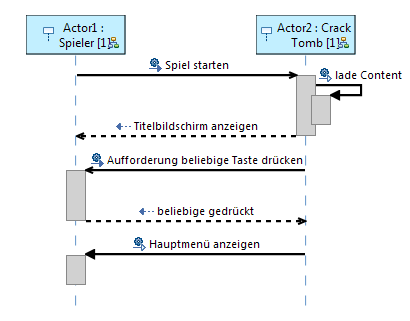 Actor1 :
Spieler [1]
Actor2 : Crack
Tomb [1]
Spiel starten
lade Content
Titelbildschirm anzeigen
Aufforderung beliebige Taste drücken
beliebige gedrückt
Hauptmenü anzeigen